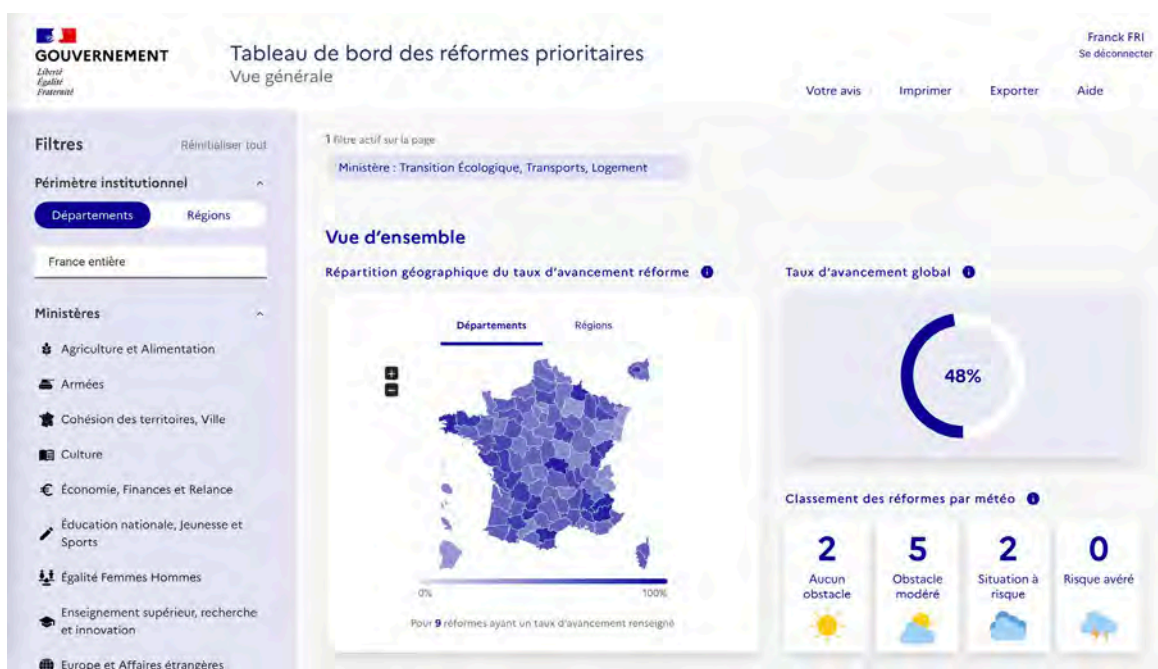 GOUVERNEMENT
Liberté
Égalité
Fraternité
Tableau de bord des réformes prioritaires
Vue générale
Franck FRI
Se déconnecter
Votre avis
Imprimer
Exporter
Aide
Filtres
Réinitialiser tout
Périmètre institutionnel
Départements
Régions
France entière
Ministères
Agriculture et Alimentation
Armées
Cohésion des territoires, Ville
Culture
Économie, Finances et Relance
Éducation nationale, Jeunesse et
Sports
Égalité Femmes Hommes
Enseignement supérieur, recherche
et innovation
Europe et Affaires étrangères
1 filtre actif sur la page
Ministère : Transition Écologique, Transports, Logement
Vue d'ensemble
Répartition géographique du taux d'avancement réforme
Départements
Régions
0%
100%
Pour 9 réformes ayant un taux d'avancement renseigné
Taux d'avancement global
48%
Classement des réformes par météo
2
Aucun
obstacle
5
Obstacle
modéré
2
Situation à
risque
0
Risque avéré